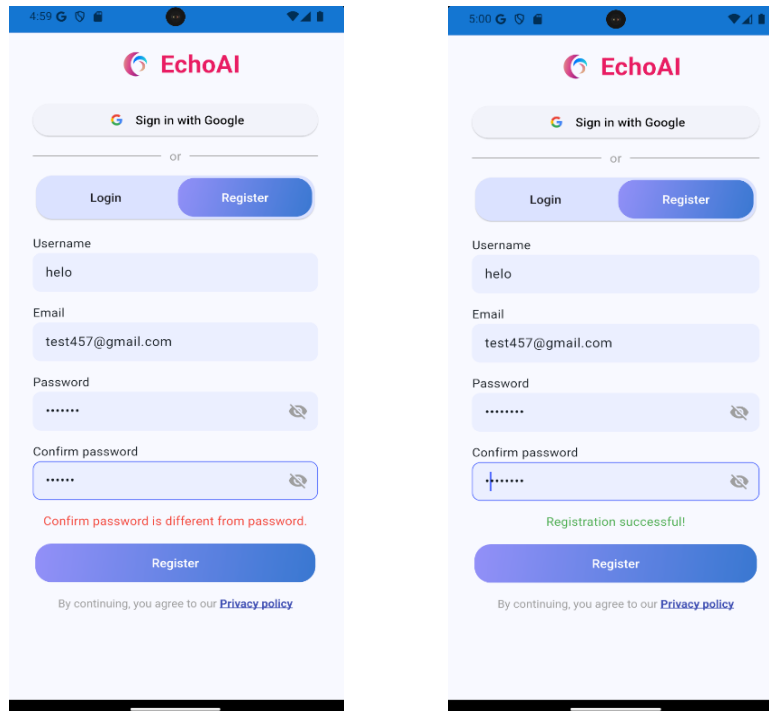 4:59 G
EchoAI
G Sign in with Google
or
Login Register
Username
helo
Email
test457@gmail.com
Password
•••••••
Confirm password
••••••
Confirm password is different from password.
Register
By continuing, you agree to our Privacy policy
5:00 G
EchoAI
G Sign in with Google
or
Login Register
Username
helo
Email
test457@gmail.com
Password
••••••••
Confirm password
••••••••
Registration successful!
Register
By continuing, you agree to our Privacy policy